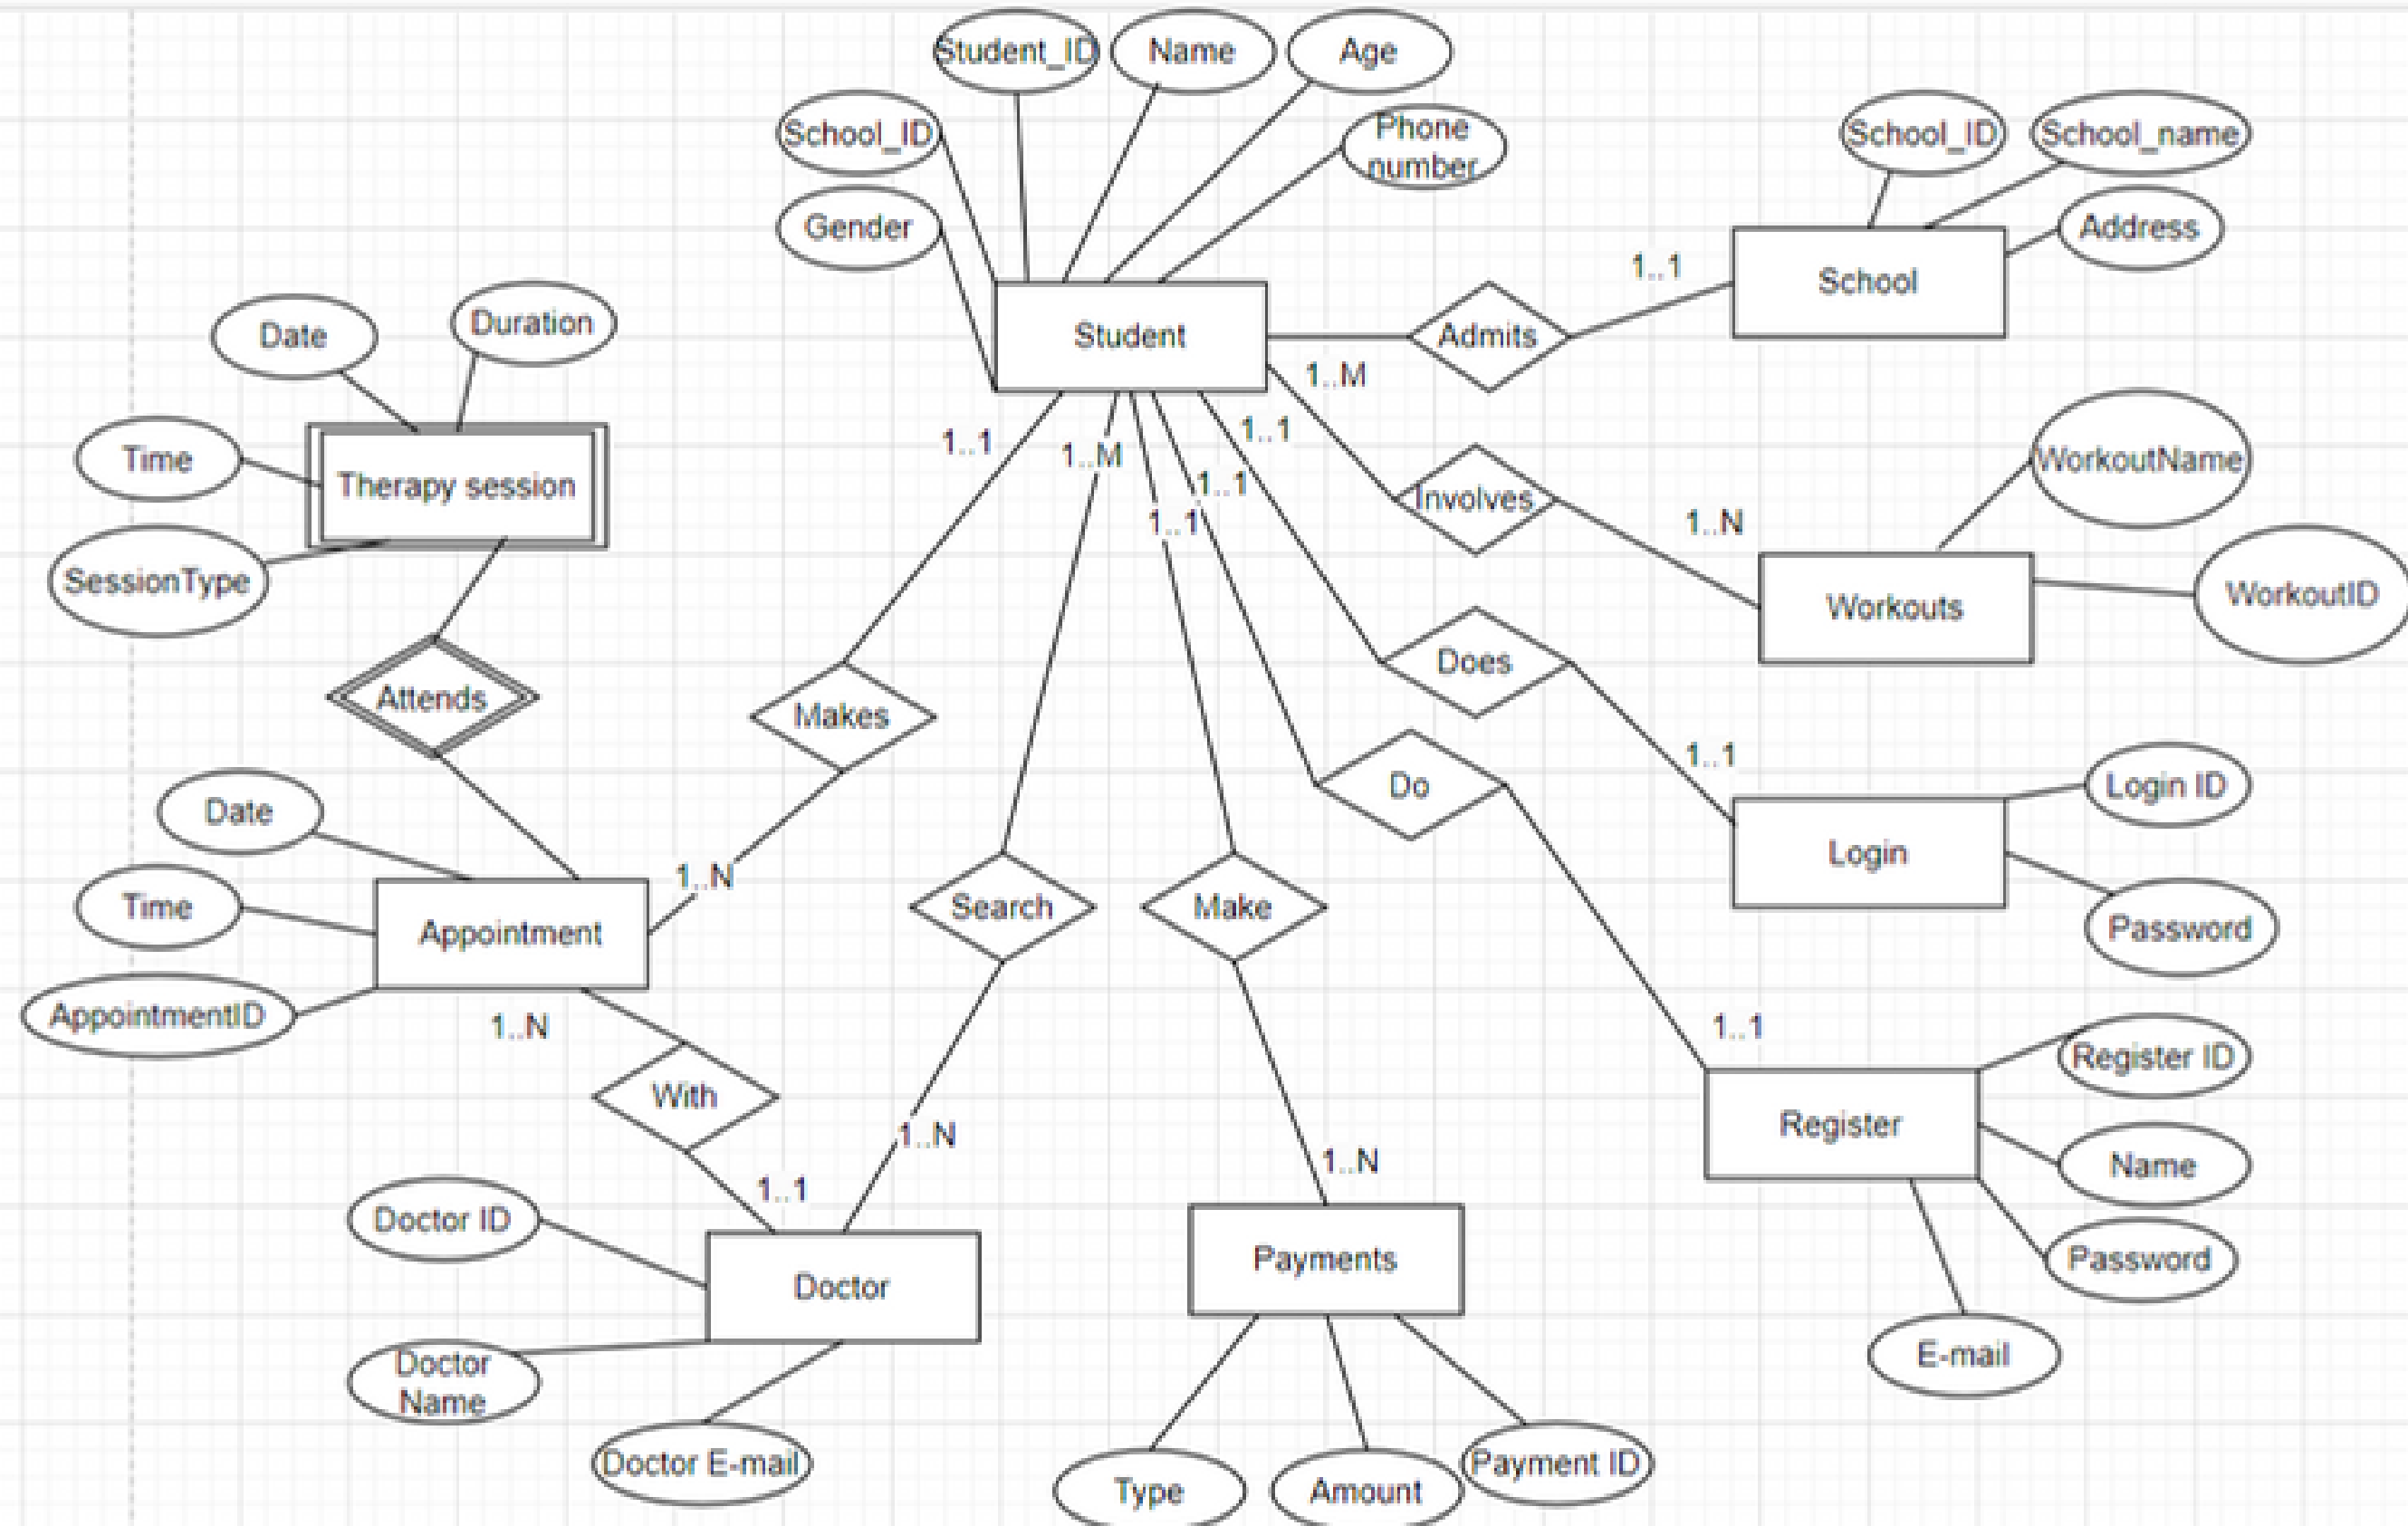 Student_ID
Name
Age
School_ID
Phone
number
Gender
School_ID
School_name
Address
School
1..1
Student
Admits
1..M
Date
Duration
Time
Therapy session
SessionType
1..1
1..M
1..1
1..1
1..1
Involves
1..N
WorkoutName
Workouts
WorkoutID
Does
Attends
Makes
Do
1..1
Login ID
Login
Password
Date
Time
Appointment
AppointmentID
1..N
1..N
Search
Make
With
1..1
1..N
1..N
1..1
Register ID
Register
Name
Password
E-mail
Doctor ID
Doctor
Doctor
Name
Doctor E-mail
Payments
Type
Amount
Payment ID